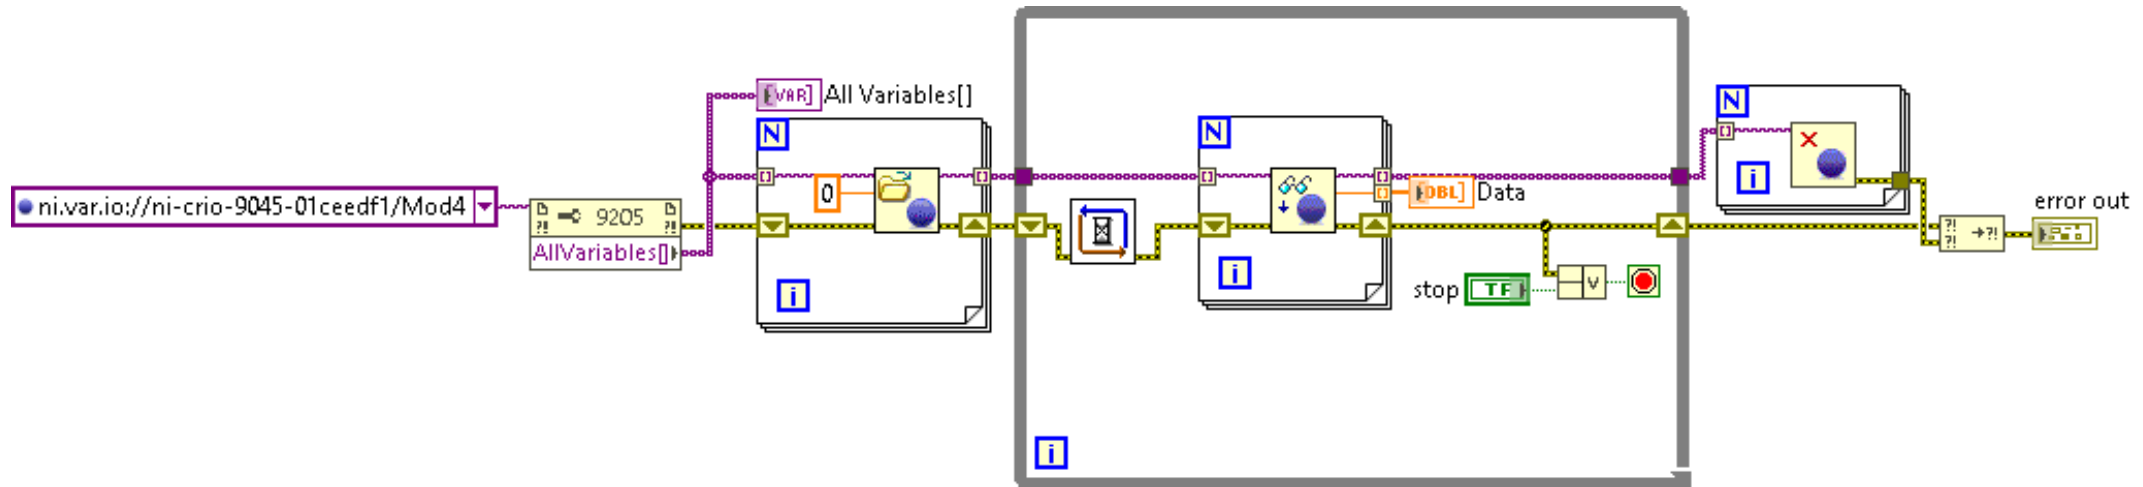 ni.var.io://ni-crio-9045-01ceedf1/Mod4
9205
AllVariables[]
[VAR]
All Variables[]
N
0
i
N
i
DBL]
Data
stop
TF
v
i
N
i
?!
?!
→?!
error out